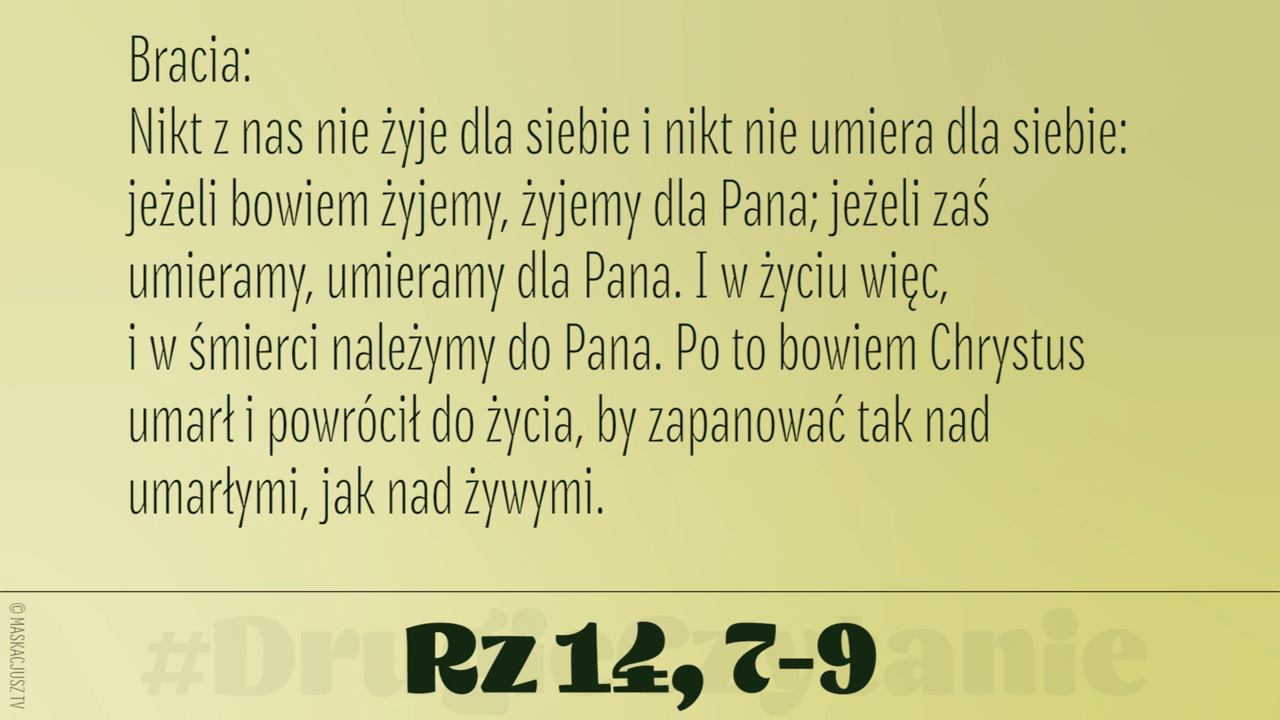 Bracia:
Nikt z nas nie żyje dla siebie i nikt nie umiera dla siebie:
jeżeli bowiem żyjemy, żyjemy dla Pana; jeżeli zaś
umieramy, umieramy dla Pana. I w życiu więc,
i w śmierci należymy do Pana. Po to bowiem Chrystus
umarł i powrócił do życia, by zapanować tak nad
umarłymi, jak nad żywymi.
#DrugieCzytanie
Rz 14, 7-9
© MASKACJUSZ TV